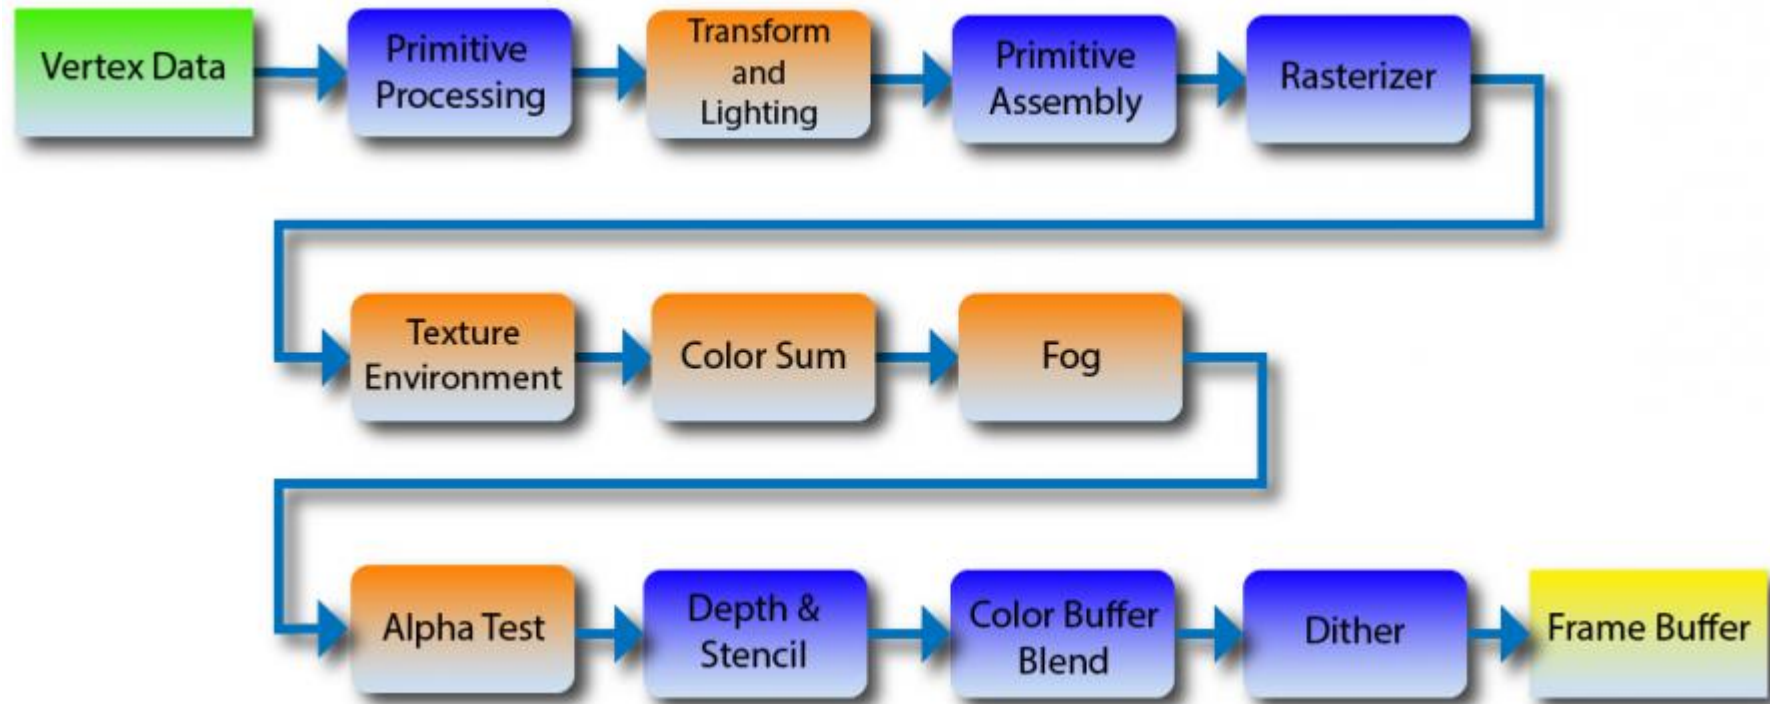 Vertex Data
Primitive
Processing
Transform
and
Lighting
Primitive
Assembly
Rasterizer
Texture
Environment
Color Sum
Fog
Alpha Test
Depth &
Stencil
Color Buffer
Blend
Dither
Frame Buffer